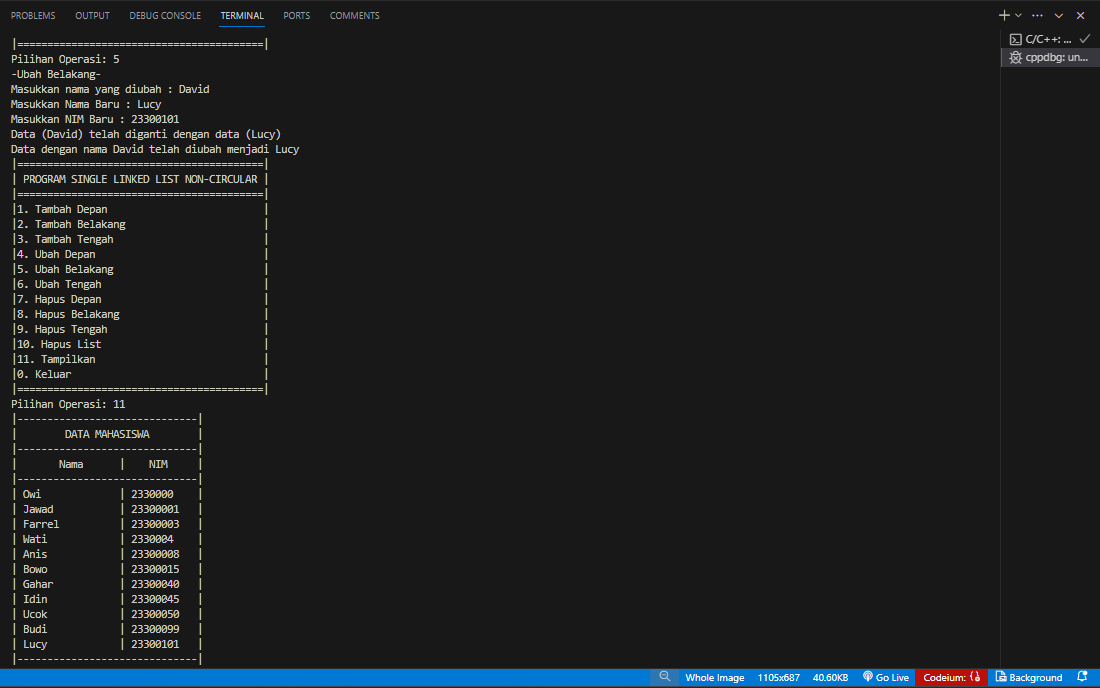 PROBLEMS OUTPUT DEBUG CONSOLE TERMINAL PORTS COMMENTS
|=========================================|
Pilihan Operasi: 5
-Ubah Belakang-
Masukkan nama yang diubah : David
Masukkan Nama Baru : Lucy
Masukkan NIM Baru : 23300101
Data (David) telah diganti dengan data (Lucy)
Data dengan nama David telah diubah menjadi Lucy
|=========================================|
| PROGRAM SINGLE LINKED LIST NON-CIRCULAR |
|=========================================|
|1. Tambah Depan                          |
|2. Tambah Belakang                       |
|3. Tambah Tengah                         |
|4. Ubah Depan                            |
|5. Ubah Belakang                         |
|6. Ubah Tengah                           |
|7. Hapus Depan                           |
|8. Hapus Belakang                        |
|9. Hapus Tengah                          |
|10. Hapus List                           |
|11. Tampilkan                            |
|0. Keluar                                |
|=========================================|
Pilihan Operasi: 11
|------------------------------|
|        DATA MAHASISWA        |
|------------------------------|
|       Nama      |    NIM     |
|------------------------------|
| Owi             | 2330000    |
| Jawad           | 23300001   |
| Farrel          | 23300003   |
| Wati            | 2330004    |
| Anis            | 23300008   |
| Bowo            | 23300015   |
| Gahar           | 23300040   |
| Idin            | 23300045   |
| Ucok            | 23300050   |
| Budi            | 23300099   |
| Lucy            | 23300101   |
|------------------------------|
C/C++: ...
cppdbg: un...
Whole Image 1105x687 40.60KB Go Live Codeium: {} Background